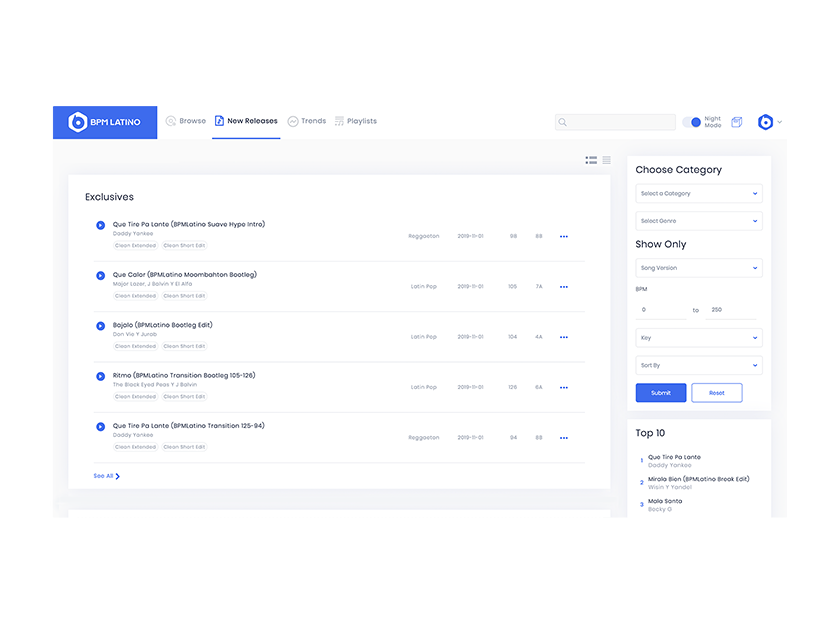 BPM LATINO
Browse
New Releases
Trends
Playlists
Night
Mode
Exclusives
Que Tire Pa Lante (BPMLatino Suave Hype Intro)
Daddy Yankee
Clean Extended Clean Short Edit
Reggaeton 2019-11-01 98 8B
Que Calor (BPMLatino Moombahton Bootleg)
Major Lazer, J Balvin Y El Alfa
Clean Extended Clean Short Edit
Latin Pop 2019-11-01 105 7A
Bajala (BPMLatino Bootleg Edit)
Dan Vie Y Jurab
Clean Extended Clean Short Edit
Latin Pop 2019-11-01 104 4A
Ritmo (BPMLatino Transition Bootleg 105-126)
The Black Eyed Peas Y J Balvin
Clean Extended Clean Short Edit
Latin Pop 2019-11-01 126 6A
Que Tire Pa Lante (BPMLatino Transition 125-94)
Daddy Yankee
Clean Extended Clean Short Edit
Reggaeton 2019-11-01 94 8B
See All
Choose Category
Select a Category
Select Genre
Show Only
Song Version
BPM
0 to 250
Key
Sort By
Submit Reset
Top 10
1 Que Tire Pa Lante
Daddy Yankee
2 Mirala Bien (BPMLatino Break Edit)
Wisin Y Yandel
3 Mala Santa
Becky G